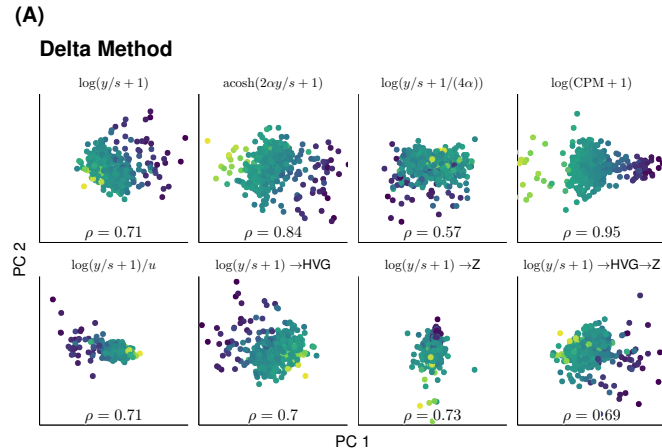 (A)
Delta Method
log(y/s + 1)
acosh(2αy/s + 1)
log(y/s + 1/(4α))
log(CPM + 1)
ρ = 0.71
ρ = 0.84
ρ = 0.57
ρ = 0.95
PC 2
log(y/s + 1)/u
log(y/s + 1) →HVG
log(y/s + 1) →Z
log(y/s + 1) →HVG→Z
ρ = 0.71
ρ = 0.7
ρ = 0.73
ρ = 0.69
PC 1